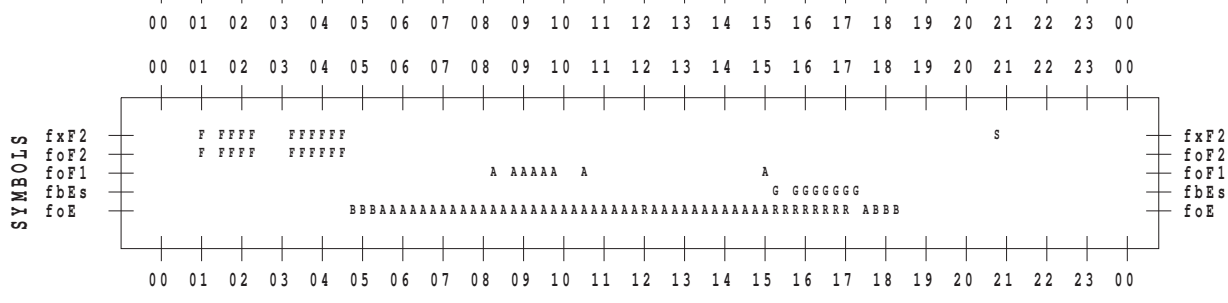 00 01 02 03 04 05 06 07 08 09 10 11 12 13 14 15 16 17 18 19 20 21 22 23 00
00 01 02 03 04 05 06 07 08 09 10 11 12 13 14 15 16 17 18 19 20 21 22 23 00
SYMBOLS
fxF2 F FFFF FFFFFF S fxF2
foF2 F FFFF FFFFFF foF2
foF1 A AAAAA A A foF1
fbEs G GGGGGGG fbEs
foE BBBAAAAAAAAAAAAAAAAAAAAAAAAAARAAAAAAAAAAAARRRRRRRR ABBB foE
00 01 02 03 04 05 06 07 08 09 10 11 12 13 14 15 16 17 18 19 20 21 22 23 00